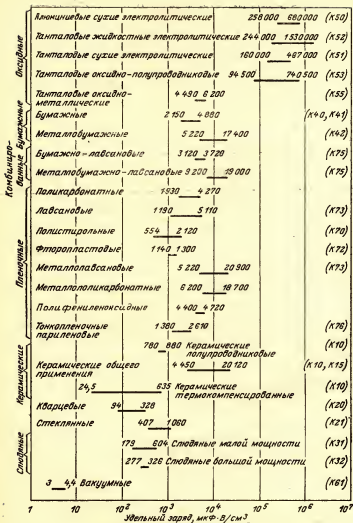 Оксидные
Алюминиевые сухие электролитические 258000 680000 (К50)
Танталовые жидкостные электролитические 244000 1530000 (К52)
Танталовые сухие электролитические 160000 467000 (К51)
Танталовые оксидно-полупроводниковые 94500 740500 (К53)
Танталовые оксидно-
металлические 4490 6200 (К55)
Бумажные
Бумажные 2150 4880 (К40, К41)
Металлобумажные 5220 17400 (К42)
Комбиниро-
ванные
Бумажно-лавсановые 3120 3720 (К75)
Металлобумажно-лавсановые 9200 19000 (К75)
Пленочные
Поликарбонатные 1930 4270
Лавсановые 1190 5110 (К73)
Полистирольные 554 2120 (К70)
Фторопластовые 1140 1300 (К72)
Металлолавсановые 5220 20900 (К73)
Металлополикарбонатные 6200 18700
Полифениленоксидные 4400 4720
Тонкопленочные
париленовые 1380 2610 (К76)
Керамические
780 880 Керамические (К10)
полупроводниковые
Керамические общего
применения 4450 20120 (К10, К15)
24,5 635 Керамические (К10)
термокомпенсированные
Кварцевые 94 328 (К20)
Стеклянные 407 1060 (К21)
Слюдяные
179 604 Слюдяные малой мощности (К31)
277 326 Слюдяные большой мощности (К32)
3 4,4 Вакуумные (К61)
1 10 10² 10³ 10⁴ 10⁵ 10⁶ 10⁷
Удельный заряд, мкФ·В/см³